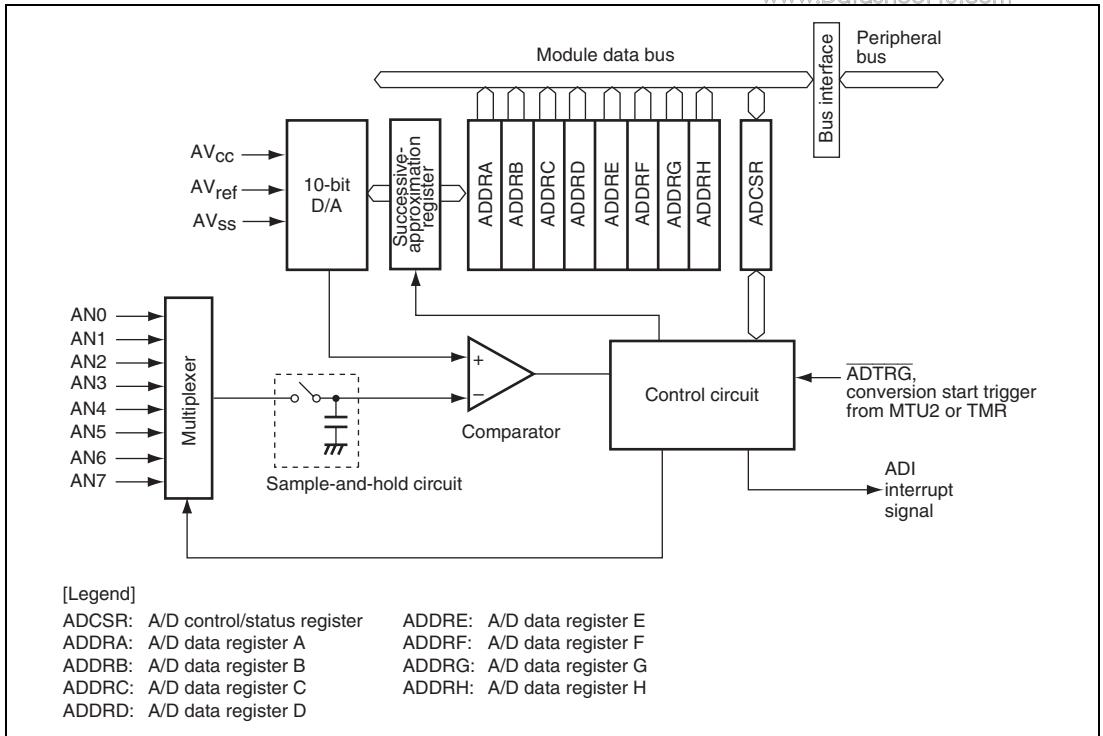 Module data bus
Peripheral
bus
Bus interface
AVcc
AVref
AVss
10-bit
D/A
Successive-
approximation
register
ADDRA
ADDRB
ADDRC
ADDRD
ADDRE
ADDRF
ADDRG
ADDRH
ADCSR
AN0
AN1
AN2
AN3
AN4
AN5
AN6
AN7
Multiplexer
Sample-and-hold circuit
+
−
Comparator
Control circuit
ADTRG,
conversion start trigger
from MTU2 or TMR
ADI
interrupt
signal
[Legend]
ADCSR: A/D control/status register
ADDRA: A/D data register A
ADDRB: A/D data register B
ADDRC: A/D data register C
ADDRD: A/D data register D
ADDRE: A/D data register E
ADDRF: A/D data register F
ADDRG: A/D data register G
ADDRH: A/D data register H